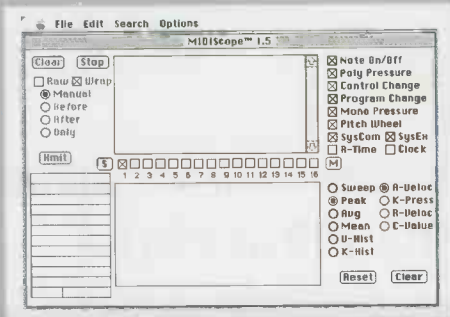 File Edit Search Options
MIDIScope™ 1.5
Clear Stop
Raw Wrap
Manual
Before
After
Only
Xmit
Note On/Off
Poly Pressure
Control Change
Program Change
Mono Pressure
Pitch Wheel
SysCom SysEx
R-Time Clock
S M
1 2 3 4 5 6 7 8 9 10 11 12 13 14 15 16
Sweep A-Veloc
Peak K-Press
Avg R-Veloc
Mean C-Value
V-Hist
K-Hist
Reset Clear